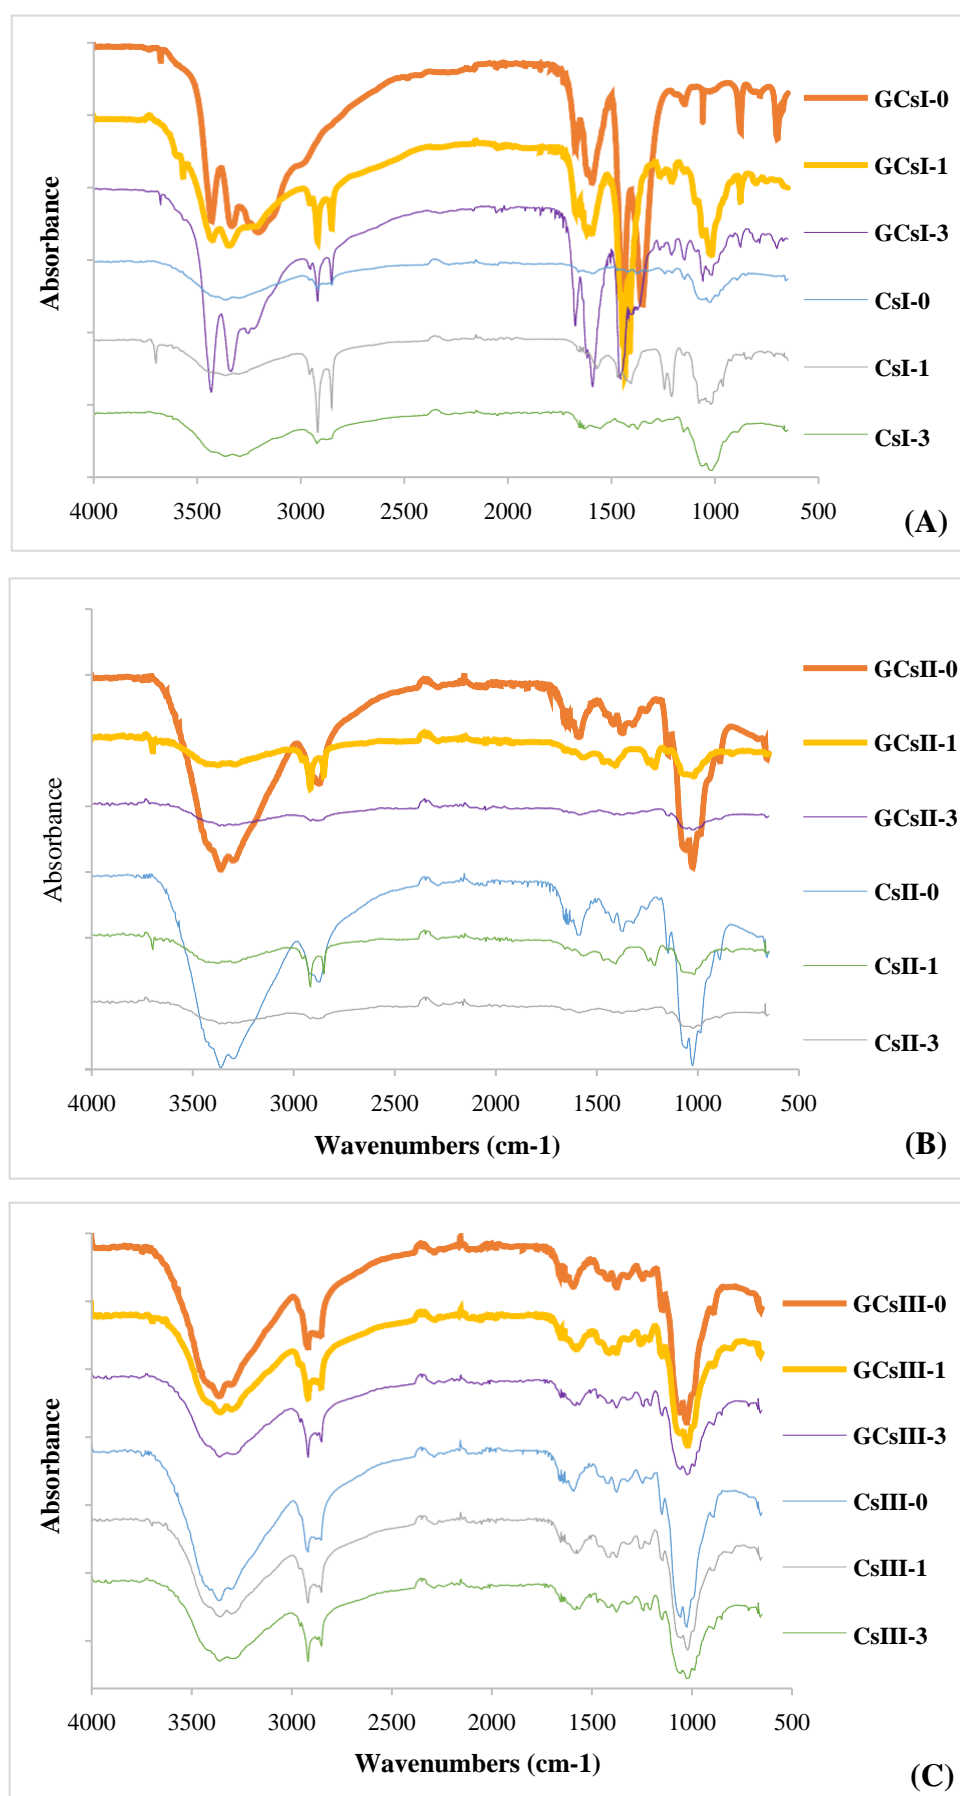 Absorbance
GCsI-0
GCsI-1
GCsI-3
CsI-0
CsI-1
CsI-3
4000 3500 3000 2500 2000 1500 1000 500
(A)
Absorbance
GCsII-0
GCsII-1
GCsII-3
CsII-0
CsII-1
CsII-3
4000 3500 3000 2500 2000 1500 1000 500
Wavenumbers (cm-1)
(B)
Absorbance
GCsIII-0
GCsIII-1
GCsIII-3
CsIII-0
CsIII-1
CsIII-3
4000 3500 3000 2500 2000 1500 1000 500
Wavenumbers (cm-1)
(C)